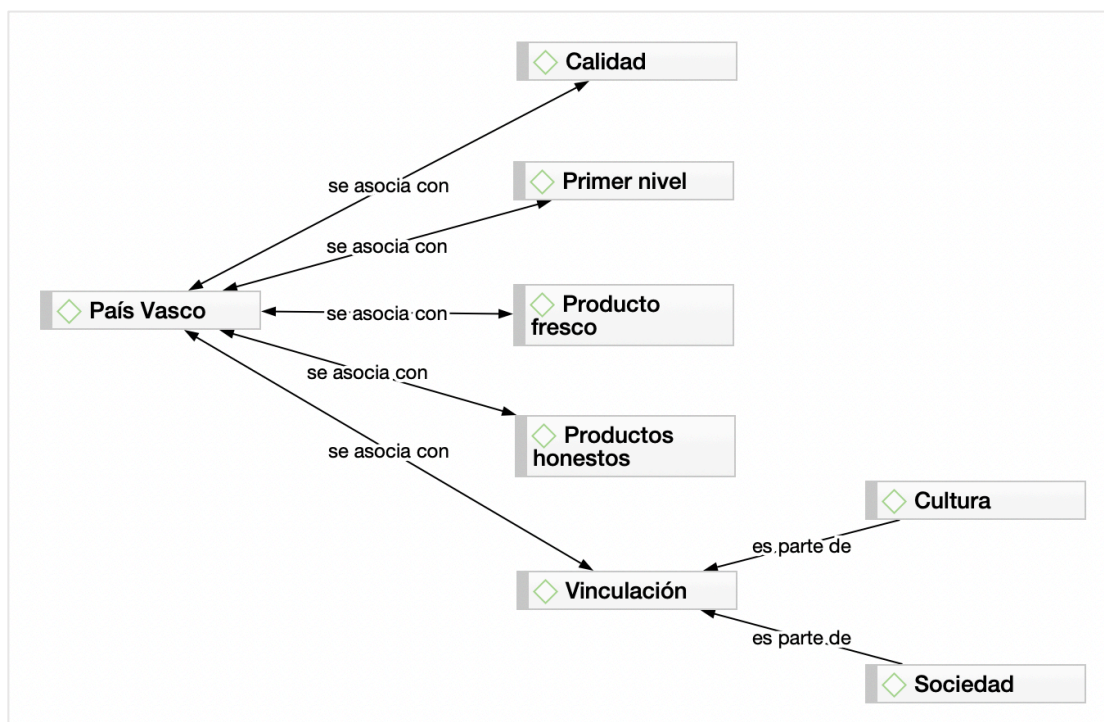 Calidad
se asocia con
Primer nivel
se asocia con
País Vasco
se asocia con
Producto
fresco
se asocia con
Productos
honestos
se asocia con
Cultura
es parte de
Vinculación
es parte de
Sociedad